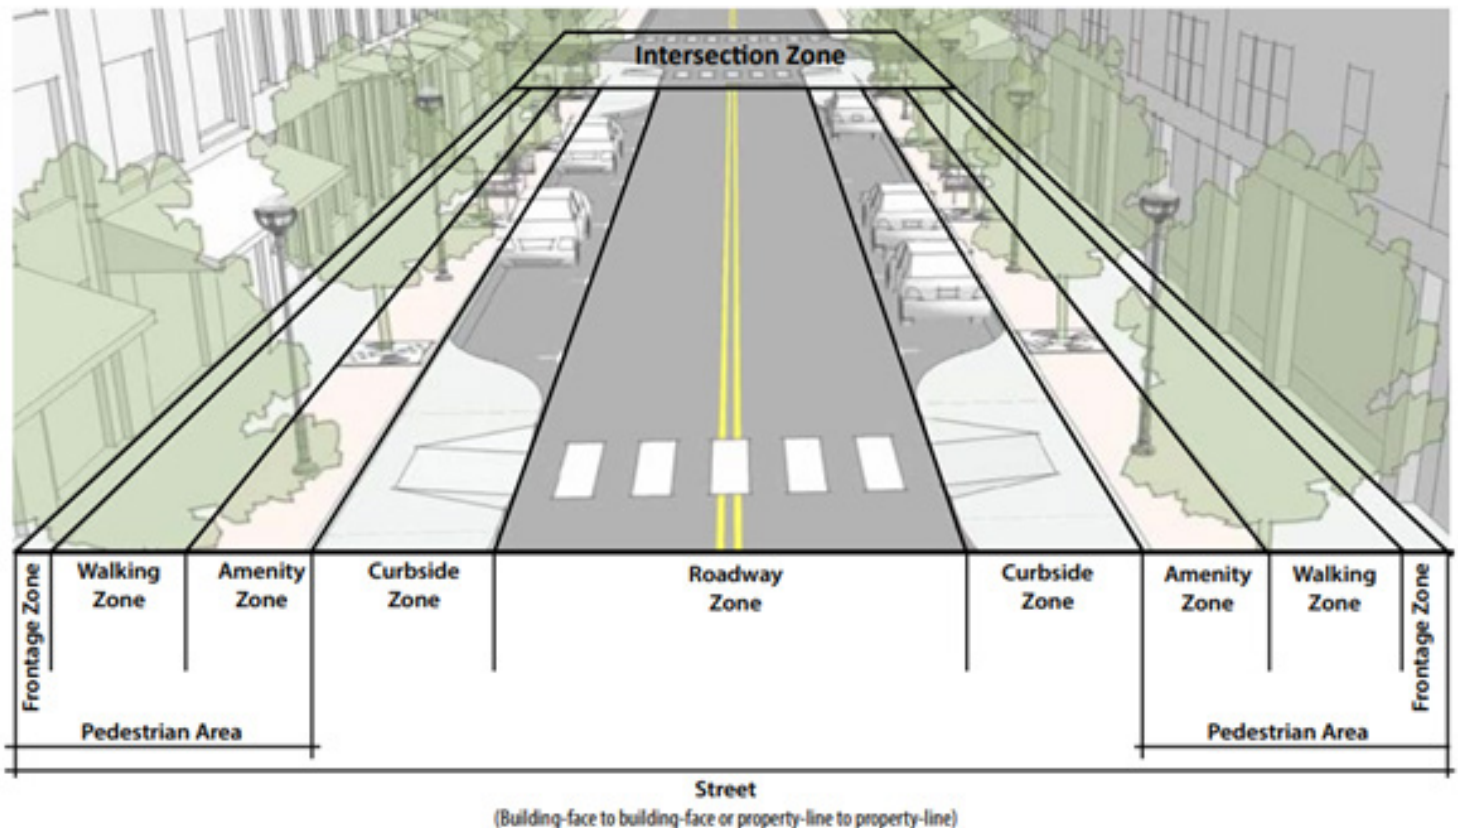 Intersection Zone
Frontage Zone
Walking
Zone
Amenity
Zone
Curbside
Zone
Roadway
Zone
Curbside
Zone
Amenity
Zone
Walking
Zone
Frontage Zone
Pedestrian Area
Pedestrian Area
Street
(Building-face to building-face or property-line to property-line)